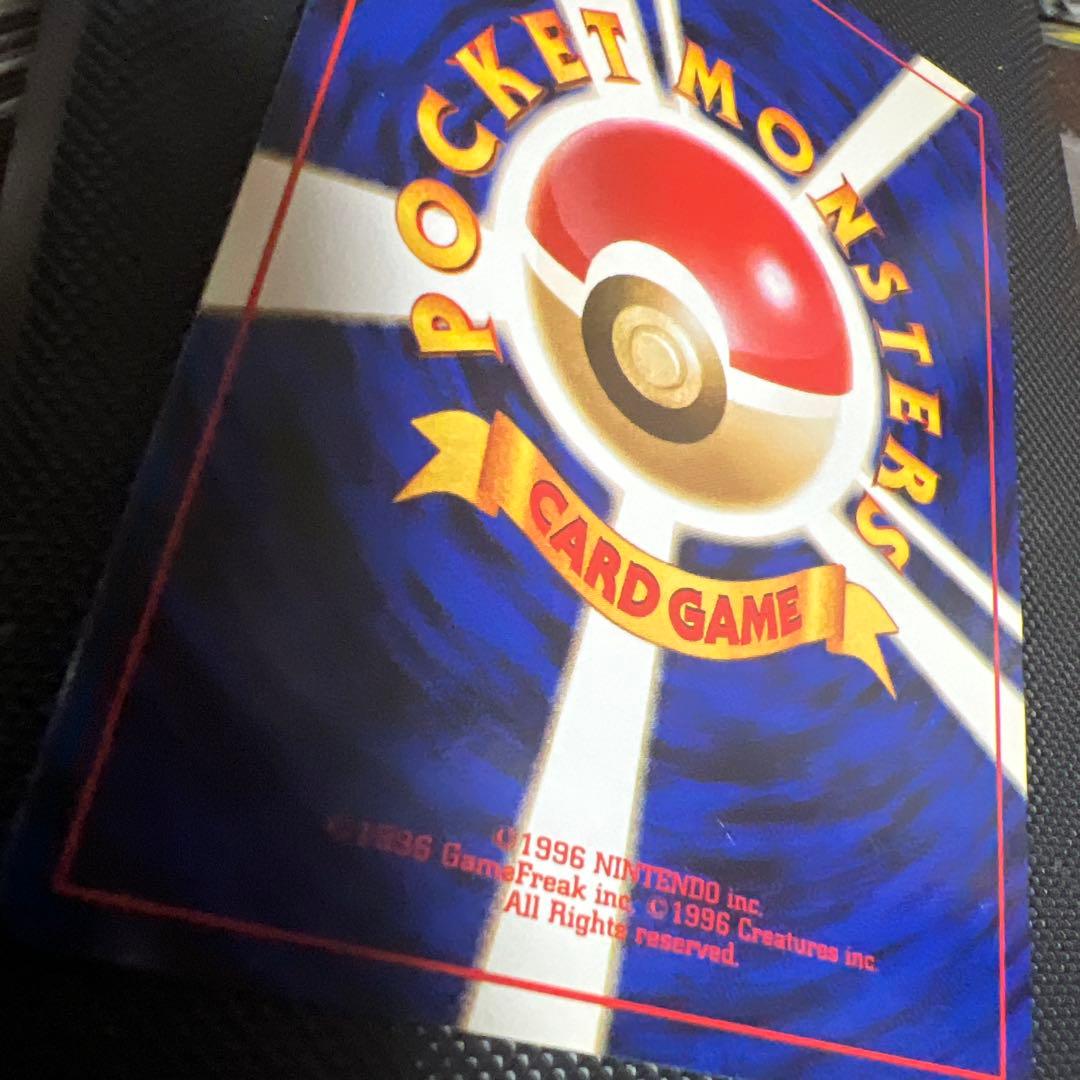 POCKET MONSTERS
CARD GAME
©1996 NINTENDO inc.
©1996 GameFreak inc. ©1996 Creatures inc.
All Rights reserved.